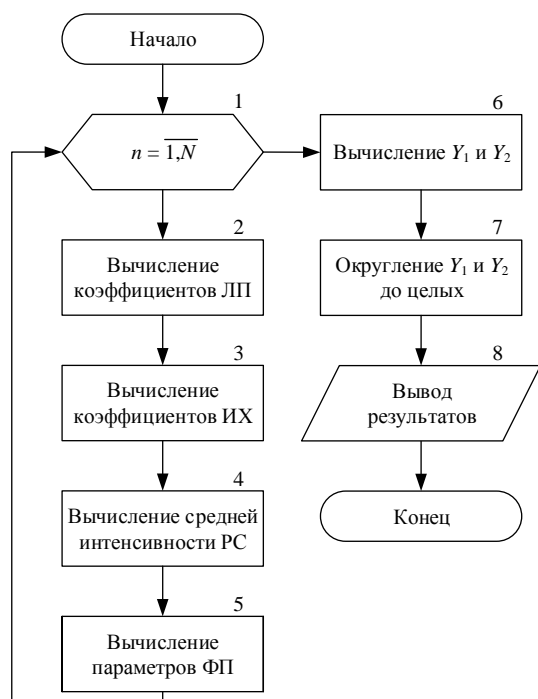 Начало
1
n = 1,N
2
Вычисление
коэффициентов ЛП
3
Вычисление
коэффициентов ИХ
4
Вычисление средней
интенсивности РС
5
Вычисление
параметров ФП
6
Вычисление Y₁ и Y₂
7
Округление Y₁ и Y₂
до целых
8
Вывод
результатов
Конец